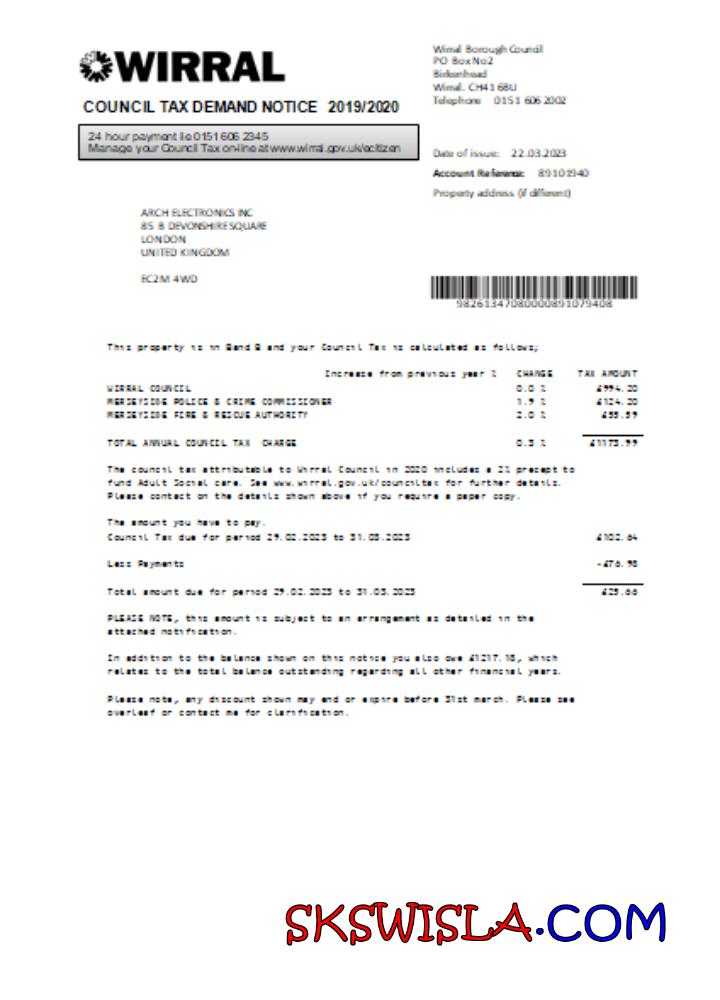 WIRRAL
COUNCIL TAX DEMAND NOTICE 2019/2020
24 hour payment lie 0151 606 2345
Manage your Council Tax on-line at www.wirral.gov.uk/ecitizen
Wirral Borough Council
PO Box No2
Birkenhead
Wirral. CH41 6BU
Telephone 0151 606 2002
Date of issue: 22.03.2023
Account Reference: 89101940
Property address (if different)
ARCH ELECTRONICS INC
85 B DEVONSHIRE SQUARE
LONDON
UNITED KINGDOM
EC2M 4WD
9826134708000089107940B
This property is in Band B and your Council Tax is calculated as follows;
Increase from previous year % CHANGE TAX AMOUNT
WIRRAL COUNCIL 0.0 % £994.20
MERSEYSIDE POLICE & CRIME COMMISSIONER 1.9 % £124.20
MERSEYSIDE FIRE & RESCUE AUTHORITY 2.0 %
TOTAL ANNUAL COUNCIL TAX CHARGE 0.3 %
The council tax attributable to Wirral Council in 2020 includes a 2% precept to
fund Adult Social care. See www.wirral.gov.uk/counciltax for further details.
Please contact on the details shown above if you require a paper copy.
The amount you have to pay.
Council Tax due for period 29.02.2023 to 31.03.2023 £102.64
Less Payments -£76.98
Total amount due for period 29.02.2023 to 31.03.2023 £25.66
PLEASE NOTE, this amount is subject to an arrangement as detailed in the
attached notification.
In addition to the balance shown on this notice you also owe £1217.18, which
relates to the total balance outstanding regarding all other financial years.
Please note, any discount shown may end or expire before 31st march. Please see
overleaf or contact me for clarification.
SKSWISLA.COM